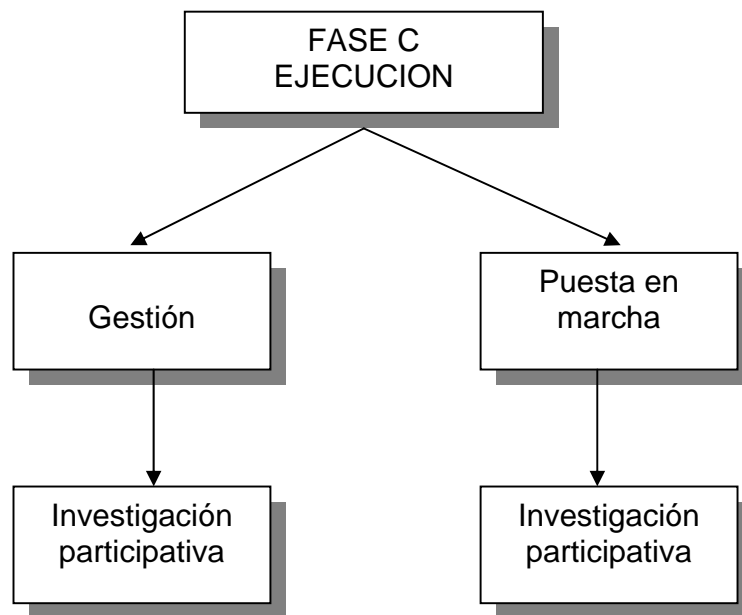 FASE C
EJECUCION
Gestión
Puesta en
marcha
Investigación
participativa
Investigación
participativa